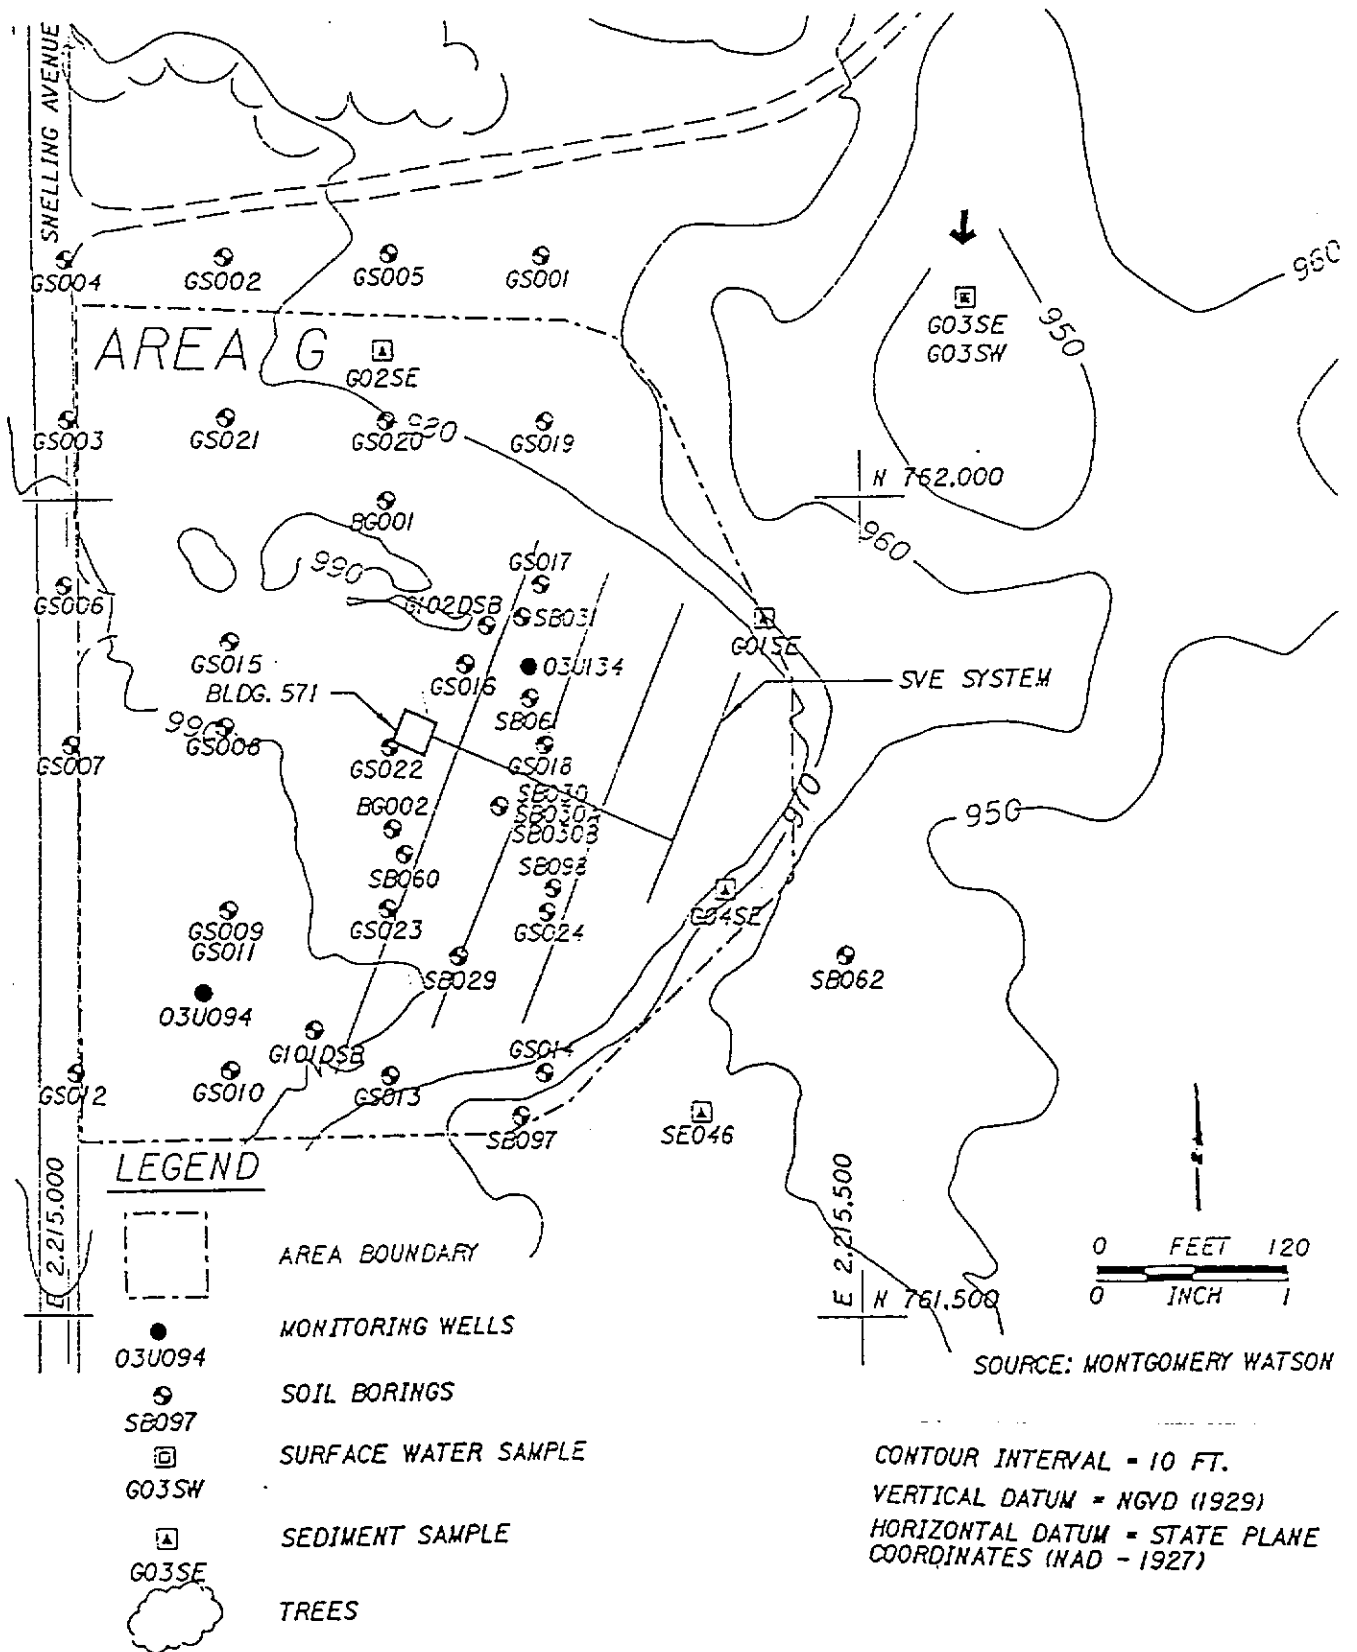 SNELLING AVENUE
GS004
GS002
GS005
GS001
960
G03SE
G03SW
950
AREA G
G02SE
GS003
GS021
GS020
980
GS019
N 762,000
BG001
960
990
GS017
GS006
G102DSB
SB031
G01SE
GS015
GS016
03U134
SVE SYSTEM
BLDG. 571
SB061
990
GS008
GS007
GS022
GS018
970
BG002
SB030
SB030B
950
SB060
SB098
G04SE
GS009
GS011
GS023
GS024
SB029
SB062
03U094
G101DSB
GS014
GS012
GS010
GS013
SB097
SE046
LEGEND
E 2,215,000
E 2,215,500
AREA BOUNDARY
0 FEET 120
0 INCH 1
N 761,500
MONITORING WELLS
03U094
SOURCE: MONTGOMERY WATSON
SOIL BORINGS
SB097
SURFACE WATER SAMPLE
G03SW
CONTOUR INTERVAL = 10 FT.
VERTICAL DATUM = NGVD (1929)
SEDIMENT SAMPLE
G03SE
HORIZONTAL DATUM = STATE PLANE
COORDINATES (NAD - 1927)
TREES